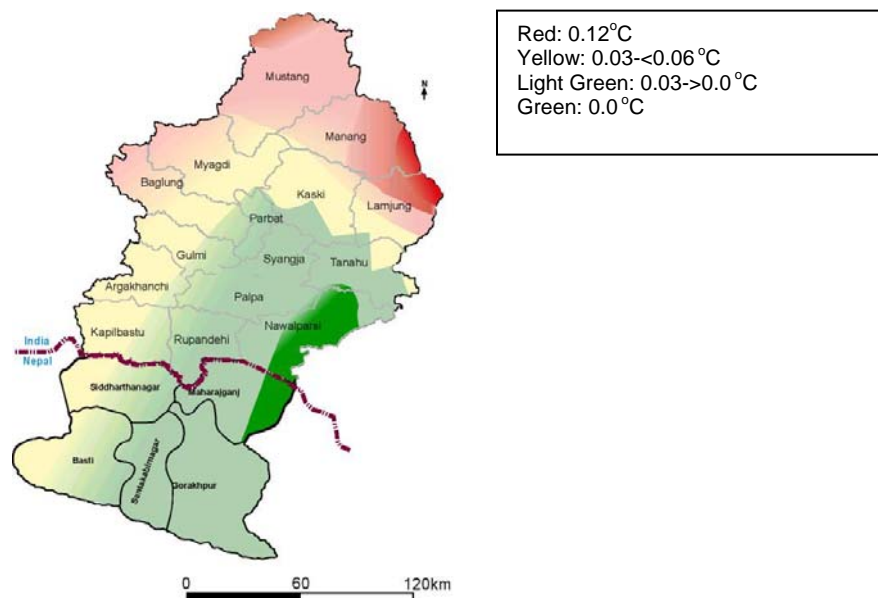 Red: 0.12°C
Yellow: 0.03-<0.06 °C
Light Green: 0.03->0.0 °C
Green: 0.0 °C
Mustang
N
Manang
Myagdi
Baglung
Kaski
Lamjung
Parbat
Gulmi
Syangja
Tanahu
Argakhanchi
Palpa
Nawalparsi
Kapilbastu
Rupandehi
India
Nepal
Siddharthanagar
Maharajganj
Basti
Santakabirnagar
Gorakhpur
0 60 120km